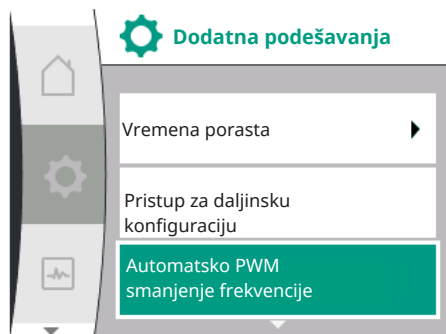 Dodatna podešavanja
Vremena porasta
Pristup za daljinsku
konfiguraciju
Automatsko PWM
smanjenje frekvencije